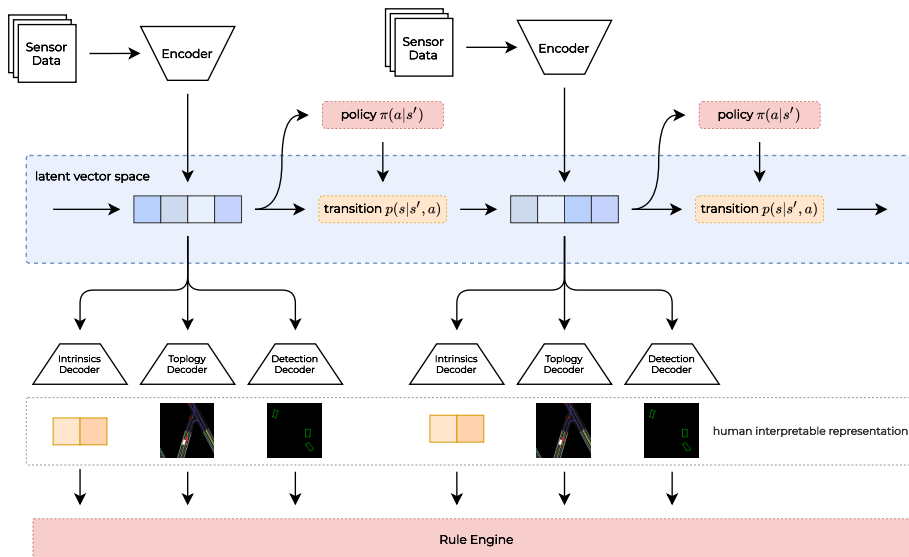 Sensor
Data
Encoder
Sensor
Data
Encoder
policy π(a|s′)
policy π(a|s′)
latent vector space
transition p(s|s′, a)
transition p(s|s′, a)
Intrinsics
Decoder
Toplogy
Decoder
Detection
Decoder
Intrinsics
Decoder
Toplogy
Decoder
Detection
Decoder
human interpretable representation
Rule Engine